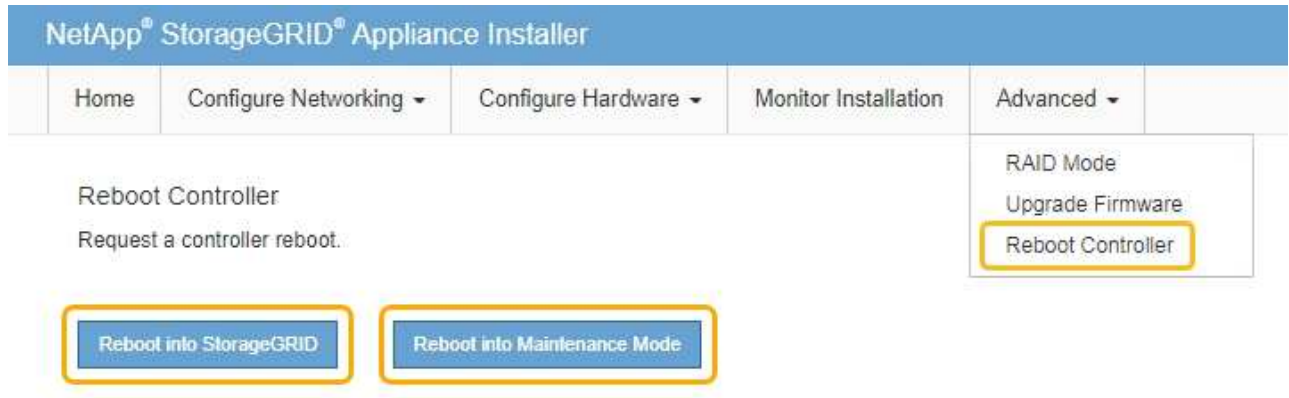 NetApp® StorageGRID® Appliance Installer
Home Configure Networking Configure Hardware Monitor Installation Advanced
RAID Mode
Upgrade Firmware
Reboot Controller
Reboot Controller
Request a controller reboot.
Reboot into StorageGRID Reboot into Maintenance Mode